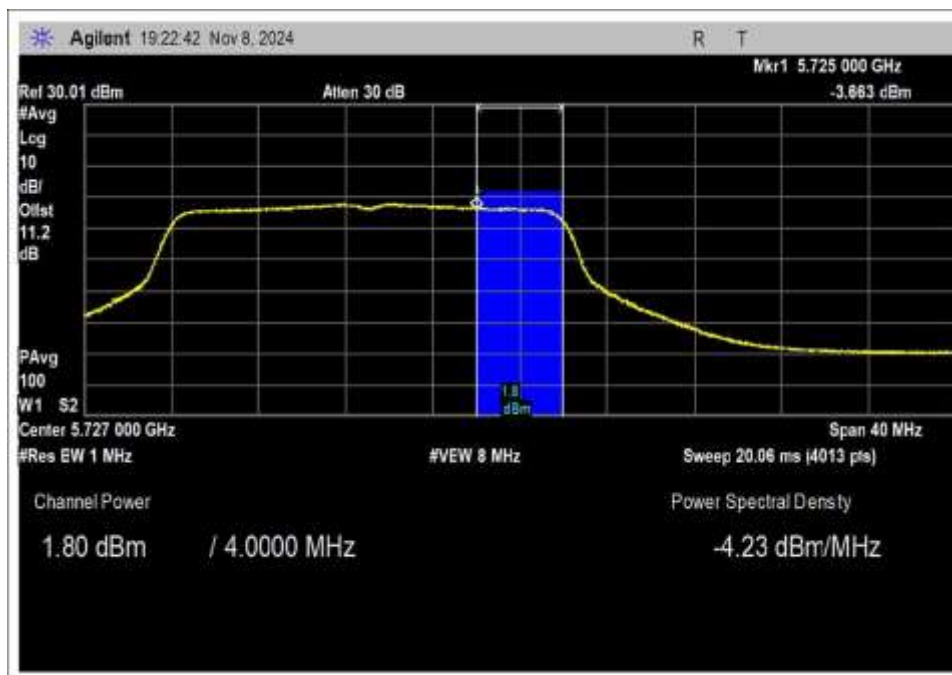 Agilent 19:22:42 Nov 8, 2024
R T
Mkr1 5.725 000 GHz
Ref 30.01 dBm
Atten 30 dB
-3.663 dBm
#Avg
Log
10
dB/
Offst
11.2
dB
1
PAvg
100
W1 S2
1.8
dBm
Center 5.727 000 GHz
Span 40 MHz
#Res BW 1 MHz
#VBW 8 MHz
Sweep 20.06 ms (4013 pts)
Channel Power
Power Spectral Density
1.80 dBm
/ 4.0000 MHz
-4.23 dBm/MHz